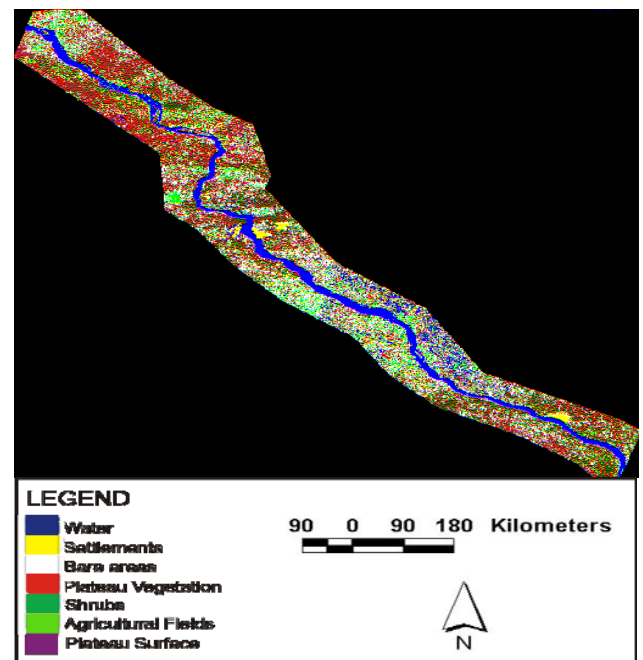 LEGEND
Water
Settlements
Bare areas
Plateau Vegetation
Shrubs
Agricultural Fields
Plateau Surface
90 0 90 180 Kilometers
N